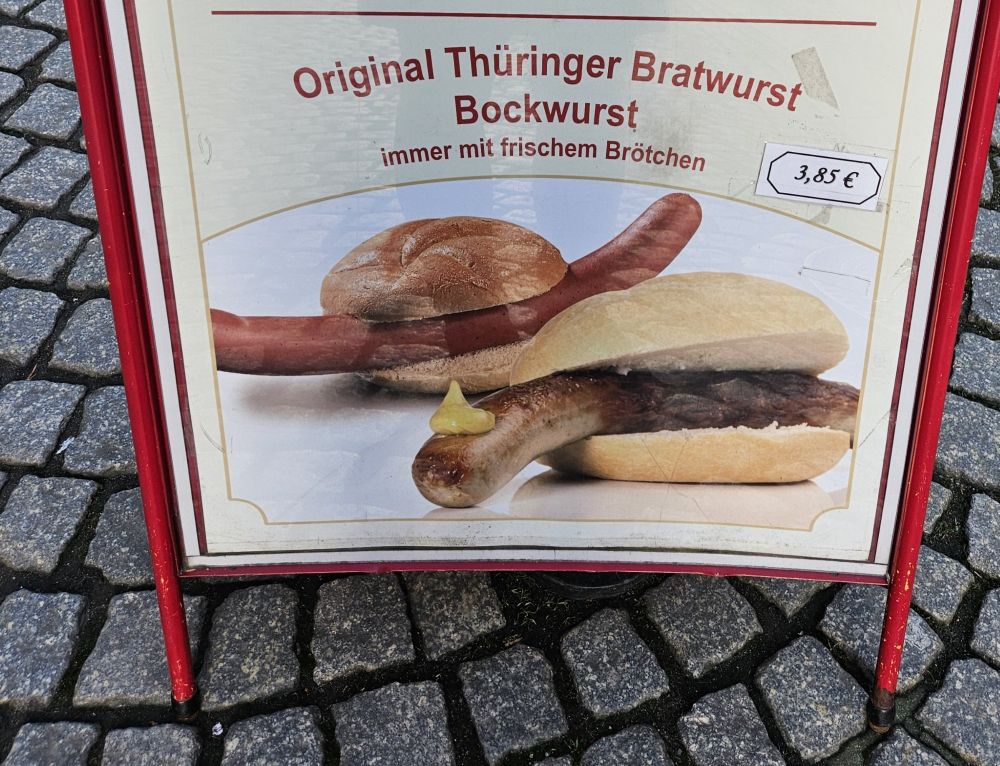 Original Thüringer Bratwurst
Bockwurst
immer mit frischem Brötchen
3,85 €